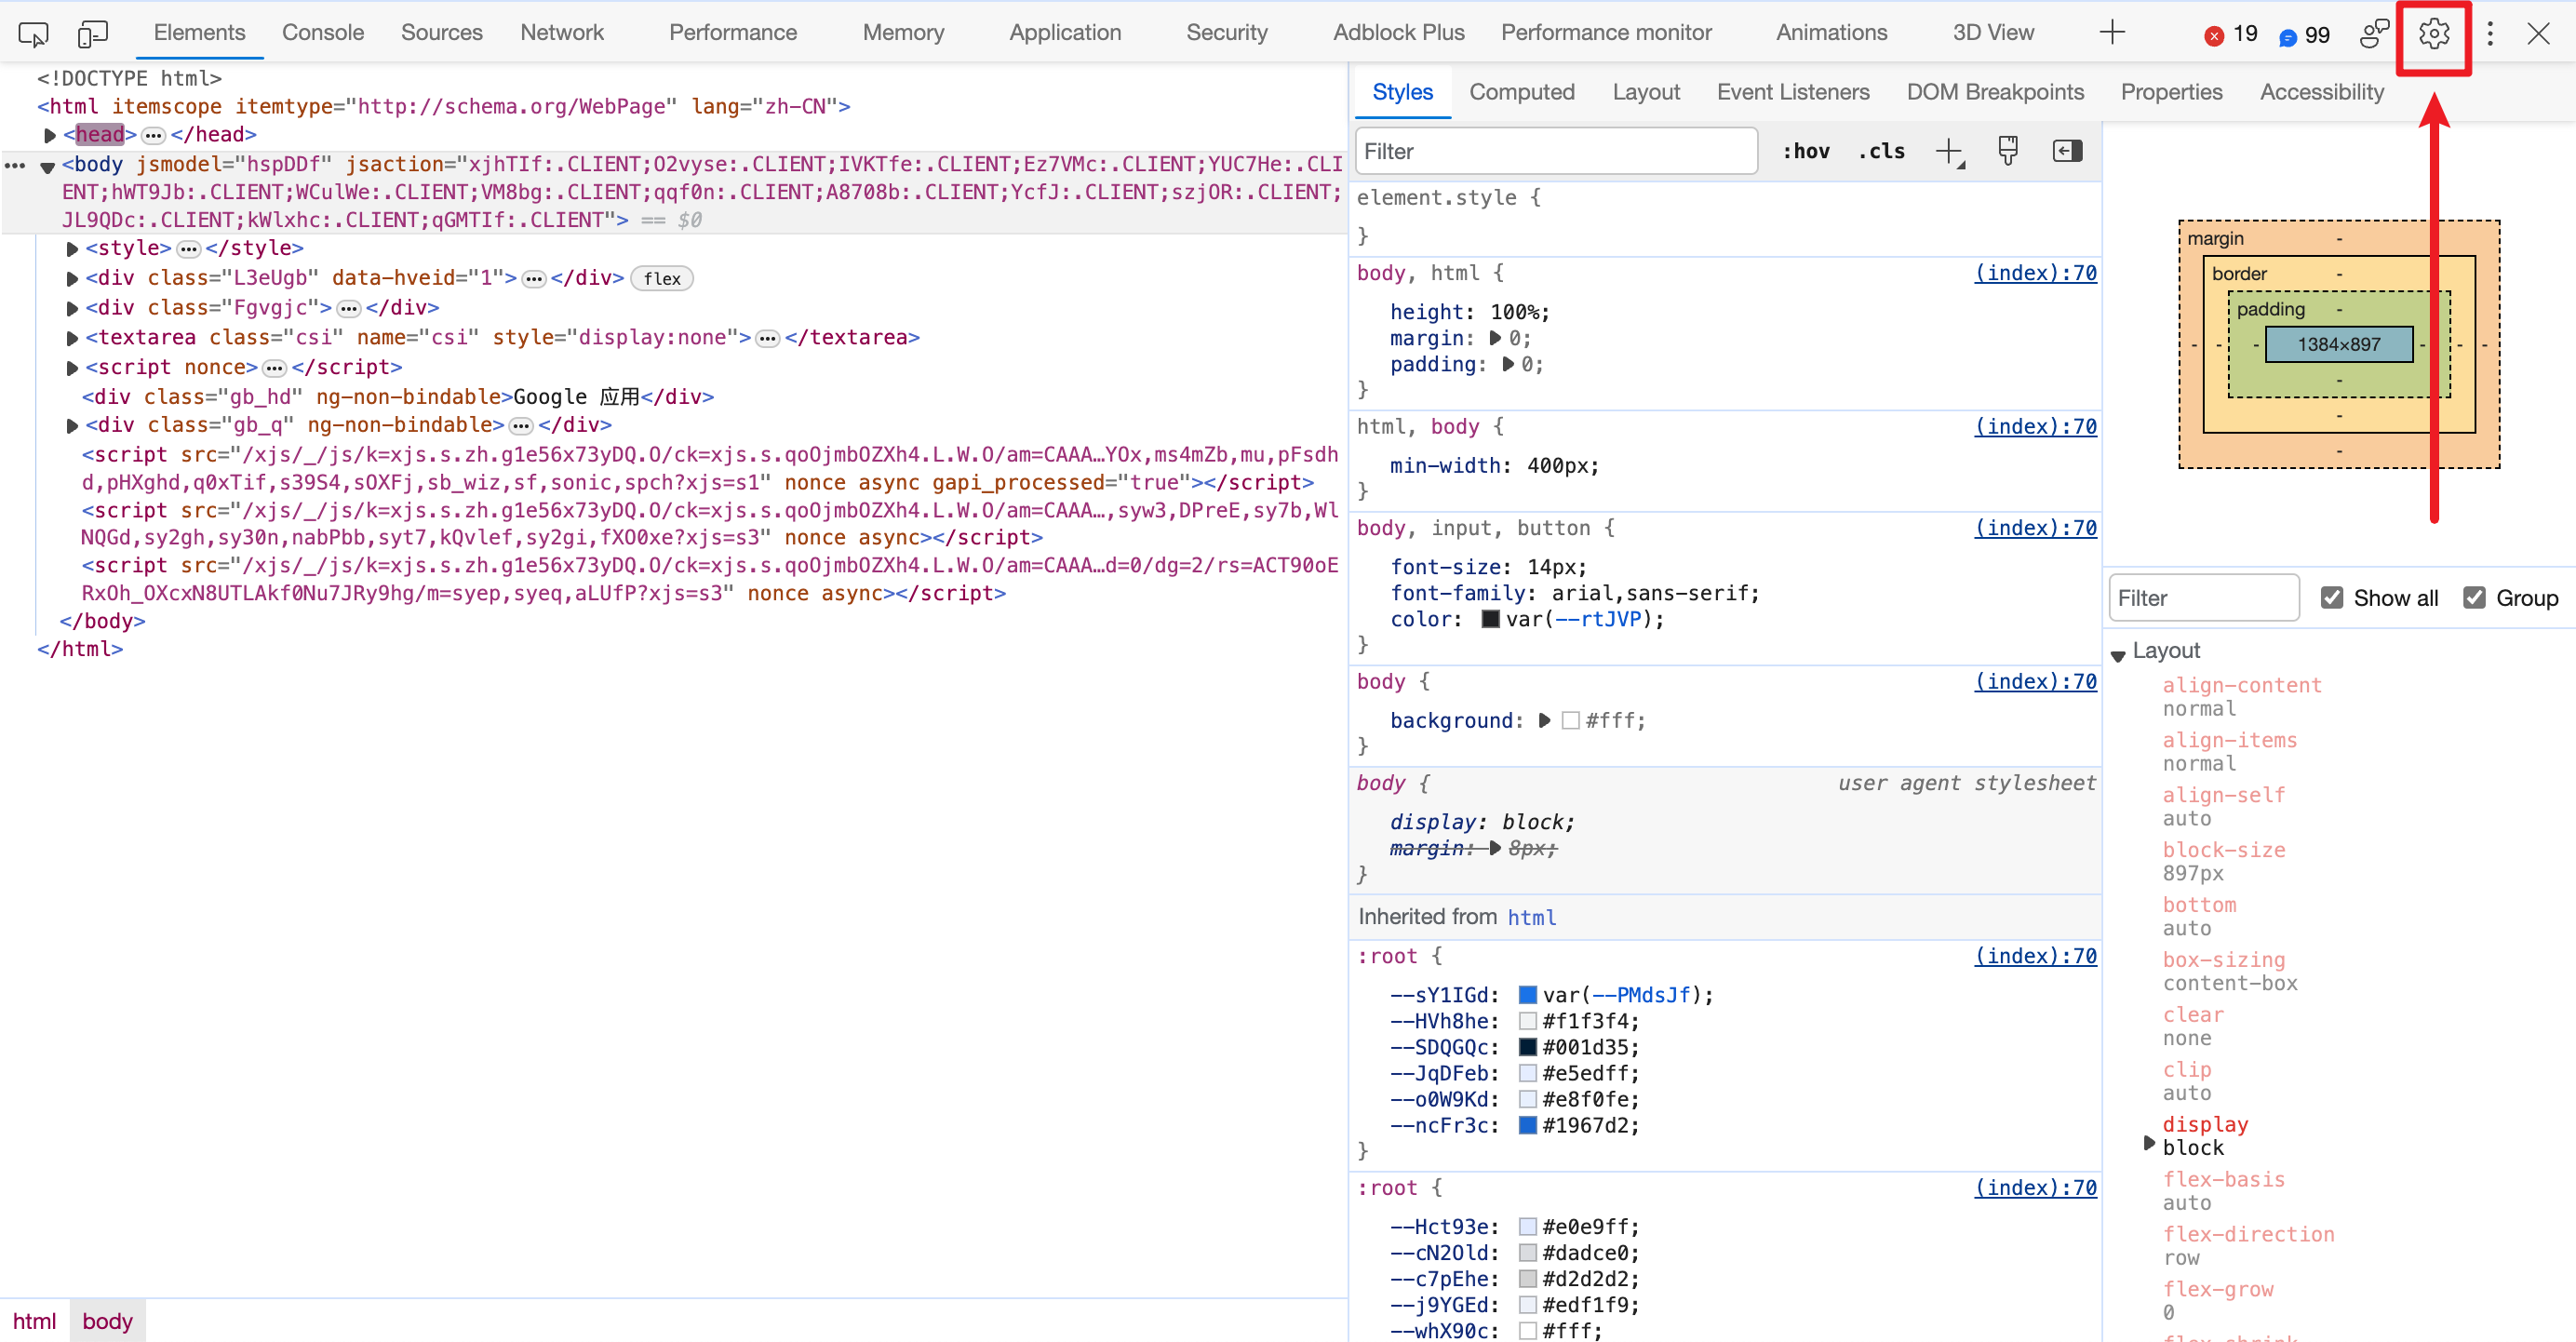 Elements Console Sources Network Performance Memory Application Security Adblock Plus Performance monitor Animations 3D View 19 99
<!DOCTYPE html>
<html itemscope itemtype="http://schema.org/WebPage" lang="zh-CN">
<head>…</head>
<body jsmodel="hspDDf" jsaction="xjhTIf:.CLIENT;O2vyse:.CLIENT;IVKTfe:.CLIENT;Ez7VMc:.CLIENT;YUC7He:.CLI
ENT;hWT9Jb:.CLIENT;WCulWe:.CLIENT;VM8bg:.CLIENT;qqf0n:.CLIENT;A8708b:.CLIENT;YcfJ:.CLIENT;szjOR:.CLIENT;
JL9QDc:.CLIENT;kWlxhc:.CLIENT;qGMTIf:.CLIENT"> == $0
<style>…</style>
<div class="L3eUgb" data-hveid="1">…</div> flex
<div class="Fgvgjc">…</div>
<textarea class="csi" name="csi" style="display:none">…</textarea>
<script nonce>…</script>
<div class="gb_hd" ng-non-bindable>Google 应用</div>
<div class="gb_q" ng-non-bindable>…</div>
<script src="/xjs/_/js/k=xjs.s.zh.g1e56x73yDQ.O/ck=xjs.s.qoOjmbOZXh4.L.W.O/am=CAAA…YOx,ms4mZb,mu,pFsdh
d,pHXghd,q0xTif,s39S4,sOXFj,sb_wiz,sf,sonic,spch?xjs=s1" nonce async gapi_processed="true"></script>
<script src="/xjs/_/js/k=xjs.s.zh.g1e56x73yDQ.O/ck=xjs.s.qoOjmbOZXh4.L.W.O/am=CAAA…,syw3,DPreE,sy7b,Wl
NQGd,sy2gh,sy30n,nabPbb,syt7,kQvlef,sy2gi,fXO0xe?xjs=s3" nonce async></script>
<script src="/xjs/_/js/k=xjs.s.zh.g1e56x73yDQ.O/ck=xjs.s.qoOjmbOZXh4.L.W.O/am=CAAA…d=0/dg=2/rs=ACT90oE
RxOh_OXcxN8UTLAkf0Nu7JRy9hg/m=syep,syeq,aLUfP?xjs=s3" nonce async></script>
</body>
</html>
html body
Styles Computed Layout Event Listeners DOM Breakpoints Properties Accessibility
Filter :hov .cls
element.style {
}
body, html { (index):70
height: 100%;
margin: 0;
padding: 0;
}
html, body { (index):70
min-width: 400px;
}
body, input, button { (index):70
font-size: 14px;
font-family: arial,sans-serif;
color: var(--rtJVP);
}
body { (index):70
background: #fff;
}
body { user agent stylesheet
display: block;
margin: 8px;
}
Inherited from html
:root { (index):70
--sY1IGd: var(--PMdsJf);
--HVh8he: #f1f3f4;
--SDQGQc: #001d35;
--JqDFeb: #e5edff;
--o0W9Kd: #e8f0fe;
--ncFr3c: #1967d2;
}
:root { (index):70
--Hct93e: #e0e9ff;
--cN2Old: #dadce0;
--c7pEhe: #d2d2d2;
--j9YGEd: #edf1f9;
--whX90c: #fff;
margin -
border -
padding -
- - - 1384×897 - - -
-
-
-
Filter Show all Group
Layout
align-content
normal
align-items
normal
align-self
auto
block-size
897px
bottom
auto
box-sizing
content-box
clear
none
clip
auto
display
block
flex-basis
auto
flex-direction
row
flex-grow
0